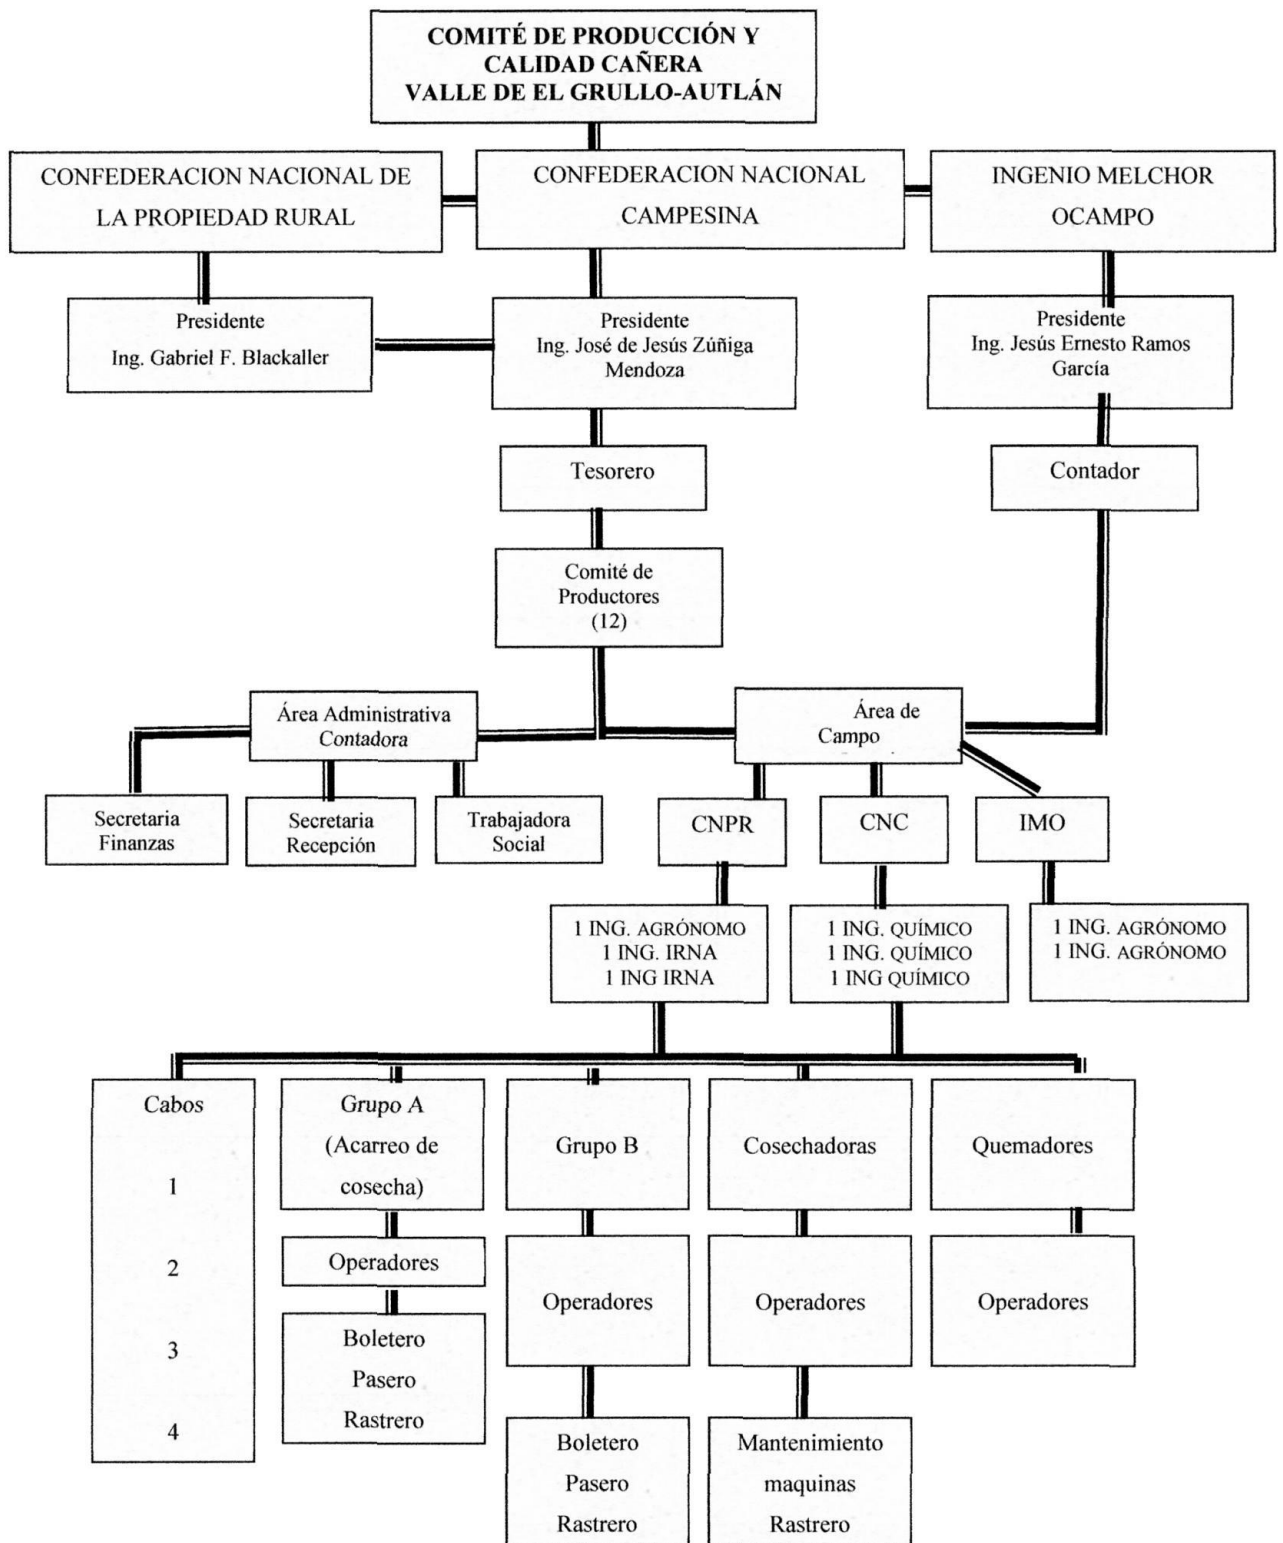 COMITÉ DE PRODUCCIÓN Y
CALIDAD CAÑERA
VALLE DE EL GRULLO-AUTLÁN
CONFEDERACION NACIONAL DE
LA PROPIEDAD RURAL
CONFEDERACION NACIONAL
CAMPESINA
INGENIO MELCHOR
OCAMPO
Presidente
Ing. Gabriel F. Blackaller
Presidente
Ing. José de Jesús Zúñiga
Mendoza
Presidente
Ing. Jesús Ernesto Ramos
García
Tesorero
Contador
Comité de
Productores
(12)
Área Administrativa
Contadora
Área de
Campo
Secretaria
Finanzas
Secretaria
Recepción
Trabajadora
Social
CNPR
CNC
IMO
1 ING. AGRÓNOMO
1 ING. IRNA
1 ING IRNA
1 ING. QUÍMICO
1 ING. QUÍMICO
1 ING QUÍMICO
1 ING. AGRÓNOMO
1 ING. AGRÓNOMO
Cabos
1
2
3
4
Grupo A
(Acarreo de
cosecha)
Operadores
Boletero
Pasero
Rastrero
Grupo B
Operadores
Boletero
Pasero
Rastrero
Cosechadoras
Operadores
Mantenimiento
maquinas
Rastrero
Quemadores
Operadores